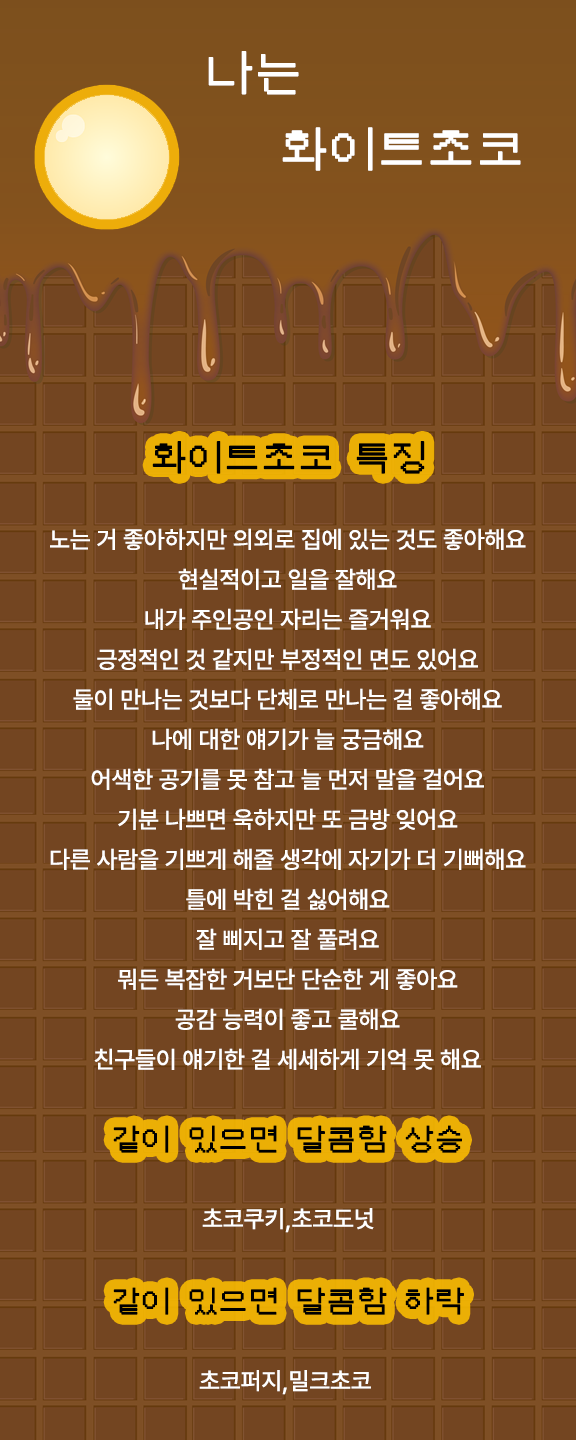 나는
화이트초코
화이트초코 특징
노는 거 좋아하지만 의외로 집에 있는 것도 좋아해요
현실적이고 일을 잘해요
내가 주인공인 자리는 즐거워요
긍정적인 것 같지만 부정적인 면도 있어요
둘이 만나는 것보다 단체로 만나는 걸 좋아해요
나에 대한 얘기가 늘 궁금해요
어색한 공기를 못 참고 늘 먼저 말을 걸어요
기분 나쁘면 욱하지만 또 금방 잊어요
다른 사람을 기쁘게 해줄 생각에 자기가 더 기뻐해요
틀에 박힌 걸 싫어해요
잘 삐지고 잘 풀려요
뭐든 복잡한 거보단 단순한 게 좋아요
공감 능력이 좋고 쿨해요
친구들이 얘기한 걸 세세하게 기억 못 해요
같이 있으면 달콤함 상승
초코쿠키,초코도넛
같이 있으면 달콤함 하락
초코퍼지,밀크초코